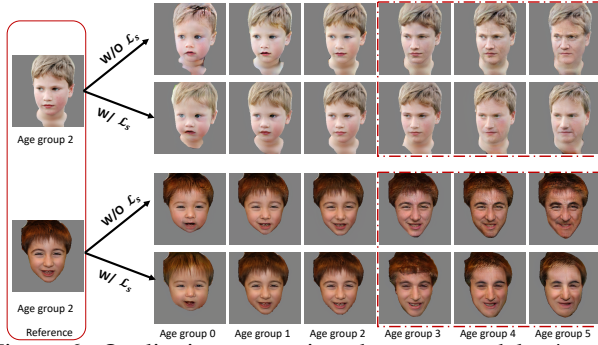 W/O ℒs
Age group 2
W/ ℒs
W/O ℒs
W/ ℒs
Age group 2
Reference
Age group 0
Age group 1
Age group 2
Age group 3
Age group 4
Age group 5